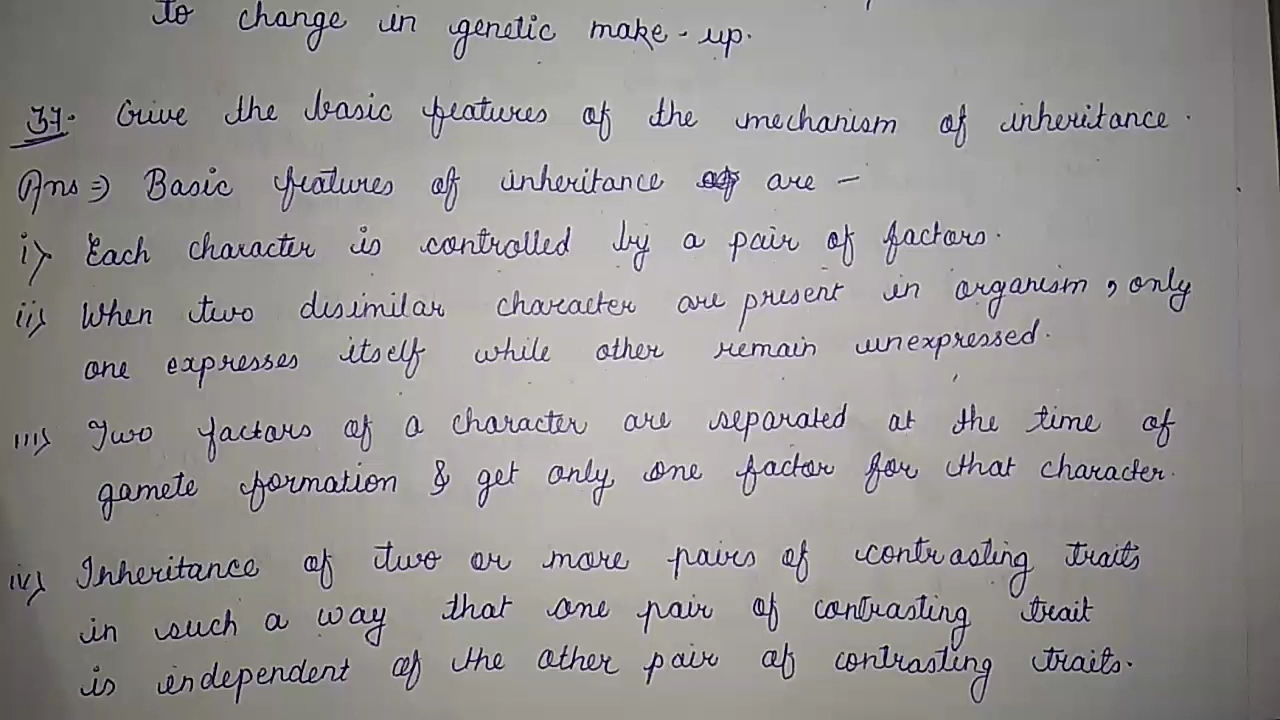 to change in genetic make-up.
37. Give the basic features of the mechanism of inheritance.
Ans ⇒ Basic features of inheritance are —
i) Each character is controlled by a pair of factors.
ii) When two disimilar character are present in organism, only
one expresses itself while other remain unexpressed.
iii) Two factors of a character are separated at the time of
gamete formation & get only one factor for that character.
iv) Inheritance of two or more pairs of contrasting traits
in such a way that one pair of contrasting trait
is independent of the other pair of contrasting traits.